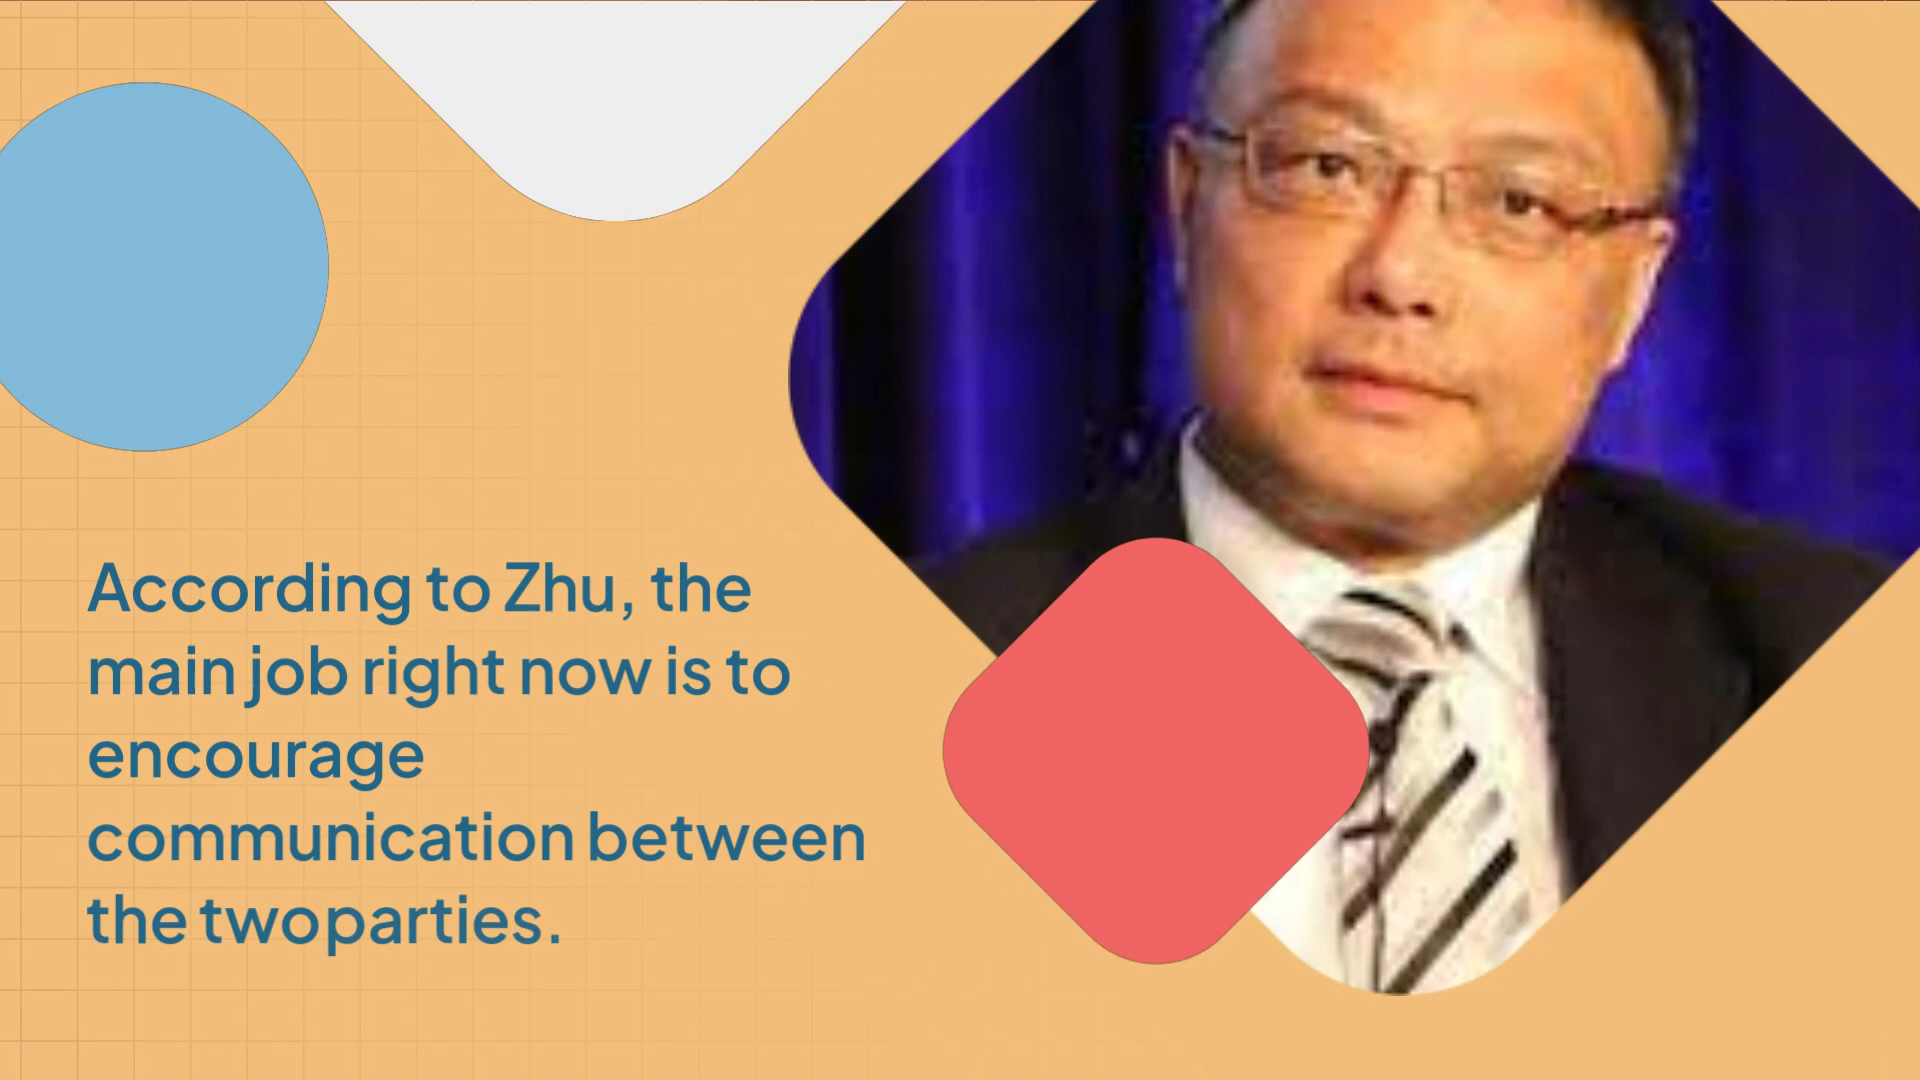 According to Zhu, the
main job right now is to
encourage
communication between
the twoparties.